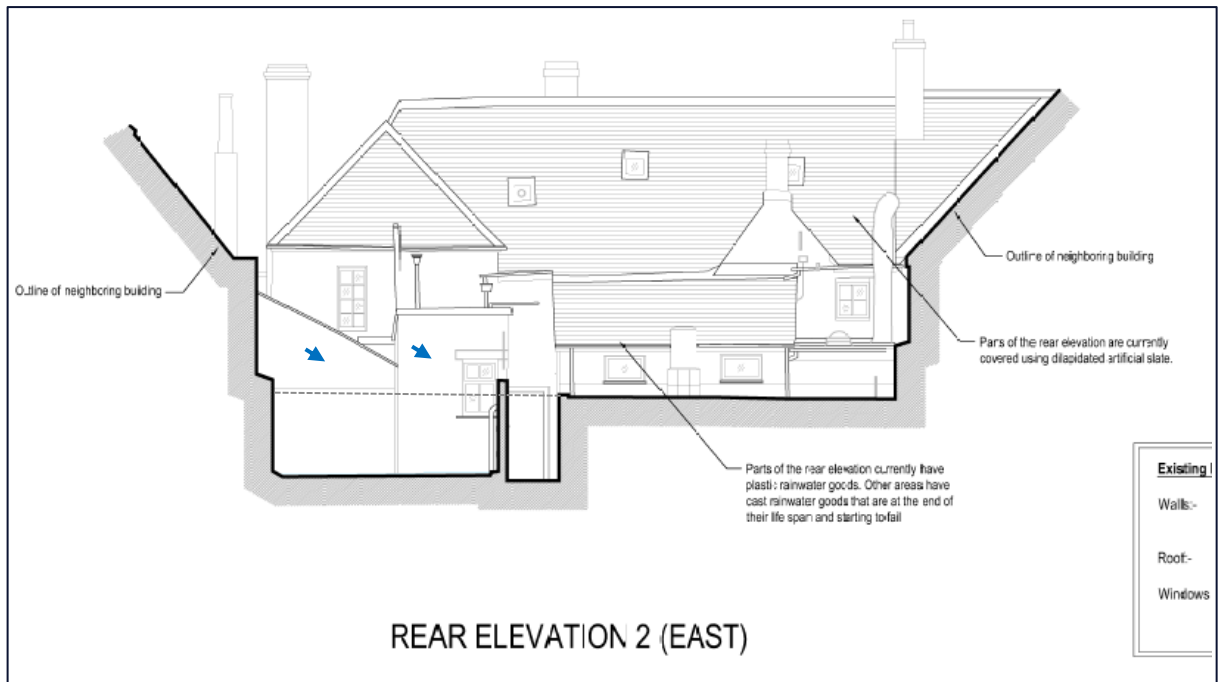 Outline of neighboring building
Outline of neighboring building
Parts of the rear elevation are currently
covered using dilapidated artificial slate.
Parts of the rear elevation currently have
plastic rainwater goods. Other areas have
cast rainwater goods that are at the end of
their life span and starting to fail
Existing
Walls:-
Roof:-
Windows
REAR ELEVATION 2 (EAST)